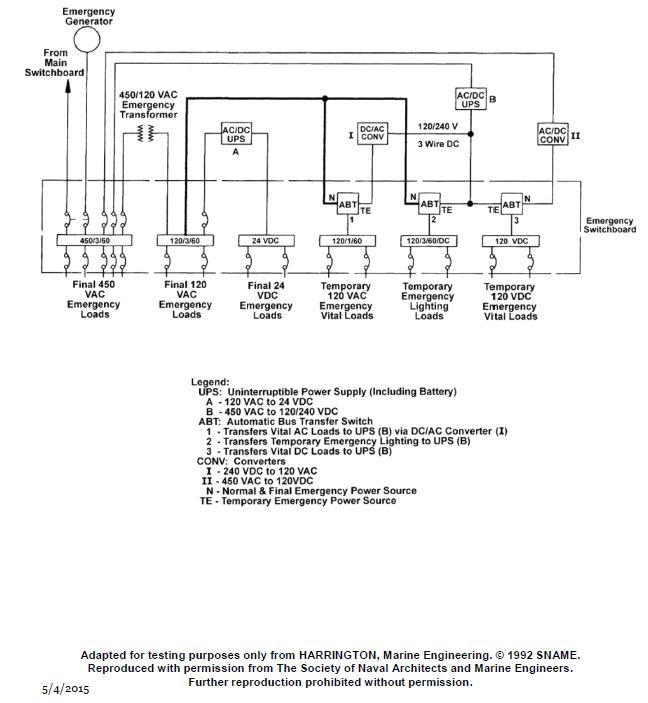 Emergency
Generator
From
Main
Switchboard
450/120 VAC
Emergency
Transformer
AC/DC
UPS
A
I
DC/AC
CONV
120/240 V
3 Wire DC
AC/DC
UPS
B
AC/DC
CONV
II
N
ABT
TE
1
N
ABT
TE
2
TE
ABT
N
3
Emergency
Switchboard
450/3/60
120/3/60
24 VDC
120/1/60
120/3/60/DC
120 VDC
Final 450
VAC
Emergency
Loads
Final 120
VAC
Emergency
Loads
Final 24
VDC
Emergency
Loads
Temporary
120 VAC
Emergency
Vital Loads
Temporary
Emergency
Lighting
Loads
Temporary
120 VDC
Emergency
Vital Loads
Legend:
UPS: Uninterruptible Power Supply (Including Battery)
A - 120 VAC to 24 VDC
B - 450 VAC to 120/240 VDC
ABT: Automatic Bus Transfer Switch
1 - Transfers Vital AC Loads to UPS (B) via DC/AC Converter (I)
2 - Transfers Temporary Emergency Lighting to UPS (B)
3 - Transfers Vital DC Loads to UPS (B)
CONV: Converters
I - 240 VDC to 120 VAC
II - 450 VAC to 120VDC
N - Normal & Final Emergency Power Source
TE - Temporary Emergency Power Source
Adapted for testing purposes only from HARRINGTON, Marine Engineering. © 1992 SNAME.
Reproduced with permission from The Society of Naval Architects and Marine Engineers.
Further reproduction prohibited without permission.
5/4/2015